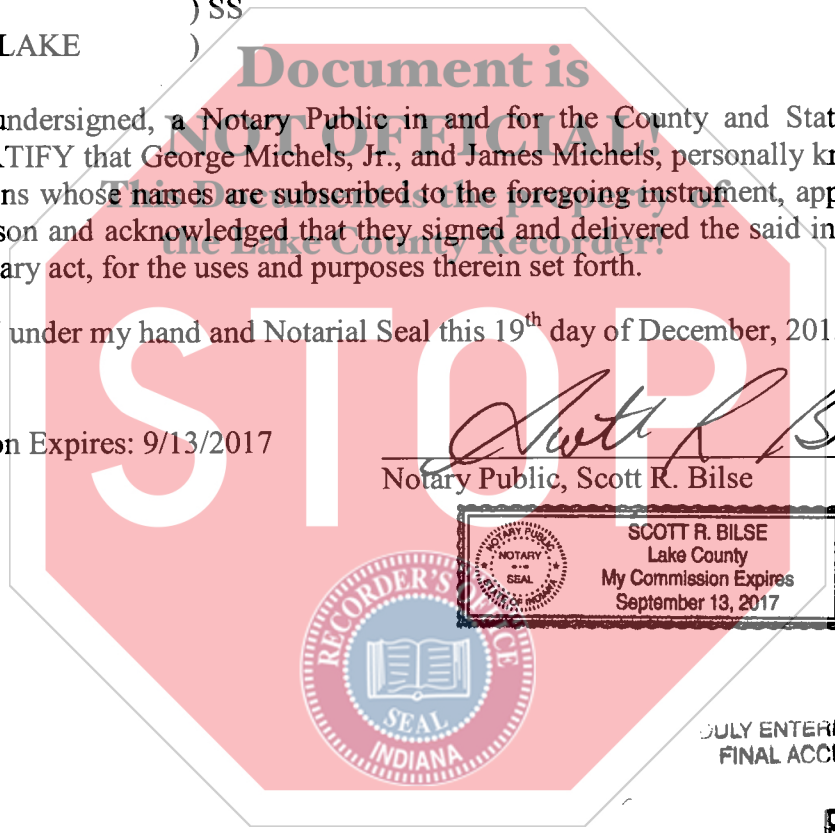 ) SS
LAKE )
Document is
undersigned, a Notary Public in and for the County and Stat
NOT OFFICIAL!
RTIFY that George Michels, Jr., and James Michels, personally kn
This Document is the property of
ns whose names are subscribed to the foregoing instrument, app
son and acknowledged that they signed and delivered the said in
the Lake County Recorder!
ary act, for the uses and purposes therein set forth.
under my hand and Notarial Seal this 19th day of December, 201
STOP
on Expires: 9/13/2017
Scott R B
Notary Public, Scott R. Bilse
NOTARY PUBLIC
NOTARY
SEAL
STATE OF INDIANA
SCOTT R. BILSE
Lake County
My Commission Expires
September 13, 2017
RECORDER'S OFFICE
SEAL
INDIANA
DULY ENTER
FINAL ACC